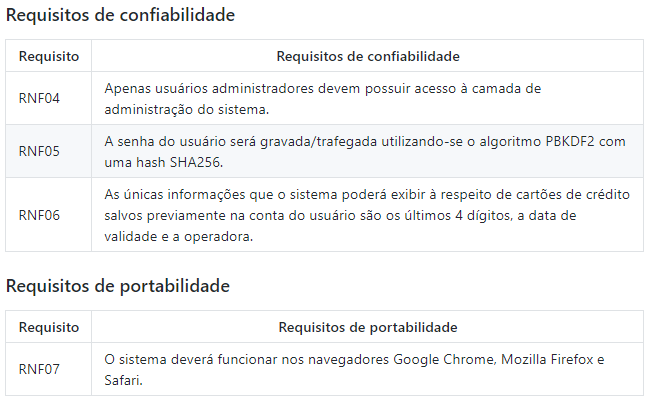 Requisitos de confiabilidade
Requisito Requisitos de confiabilidade
RNF04 Apenas usuários administradores devem possuir acesso à camada de
administração do sistema.
RNF05 A senha do usuário será gravada/trafegada utilizando-se o algoritmo PBKDF2 com
uma hash SHA256.
RNF06 As únicas informações que o sistema poderá exibir à respeito de cartões de crédito
salvos previamente na conta do usuário são os últimos 4 dígitos, a data de
validade e a operadora.
Requisitos de portabilidade
Requisito Requisitos de portabilidade
RNF07 O sistema deverá funcionar nos navegadores Google Chrome, Mozilla Firefox e
Safari.